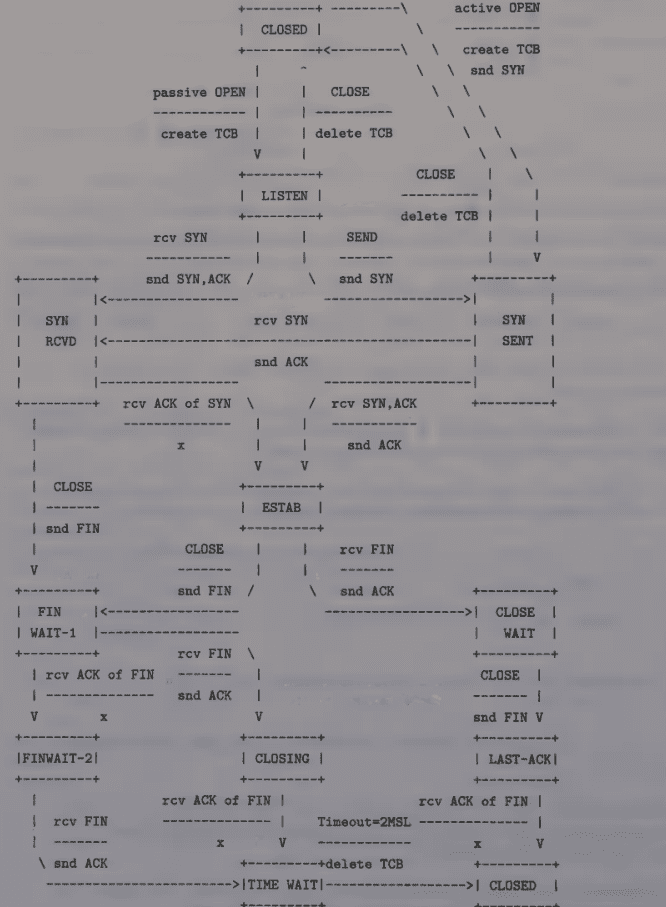 +---------+ ---------\      active OPEN
|  CLOSED |            \    -----------
+---------+<---------\   \   create TCB
  |     ^              \   \  snd SYN
passive OPEN |     |   CLOSE        \   \
------------ |     | ----------       \   \
create TCB  |     | delete TCB         \   \
V     |                      \   \
+---------+            CLOSE    |    \
|  LISTEN |          ---------- |     |
+---------+          delete TCB |     |
rcv SYN      |     |     SEND              |     |
-----------   |     |    -------            |     V
+---------+      snd SYN,ACK  /       \   snd SYN          +---------+
|         |<-----------------           ------------------>|         |
|   SYN   |                    rcv SYN                     |   SYN   |
|   RCVD  |<-----------------------------------------------|   SENT  |
|         |                    snd ACK                     |         |
|         |------------------           -------------------|         |
+---------+   rcv ACK of SYN  \       /  rcv SYN,ACK       +---------+
|           --------------   |     |   -----------
|                  x         |     |     snd ACK
|                            V     V
|  CLOSE                   +---------+
| -------                  |  ESTAB  |
| snd FIN                  +---------+
|                   CLOSE    |     |    rcv FIN
V                  -------   |     |    -------
+---------+          snd FIN  /       \   snd ACK          +---------+
|  FIN    |<-----------------           ------------------>|  CLOSE  |
| WAIT-1  |------------------                              |   WAIT  |
+---------+          rcv FIN  \                            +---------+
| rcv ACK of FIN  -------   |                            CLOSE  |
| --------------  snd ACK   |                           ------- |
V        x                  V                           snd FIN V
+---------+                  +---------+                   +---------+
|FINWAIT-2|                  | CLOSING |                   | LAST-ACK|
+---------+                  +---------+                   +---------+
|                rcv ACK of FIN |                 rcv ACK of FIN |
|  rcv FIN       -------------- |    Timeout=2MSL -------------- |
|  -------              x       V    ------------        x       V
\ snd ACK                 +---------+delete TCB         +---------+
------------------------>|TIME WAIT|------------------>| CLOSED  |
+---------+                   +---------+